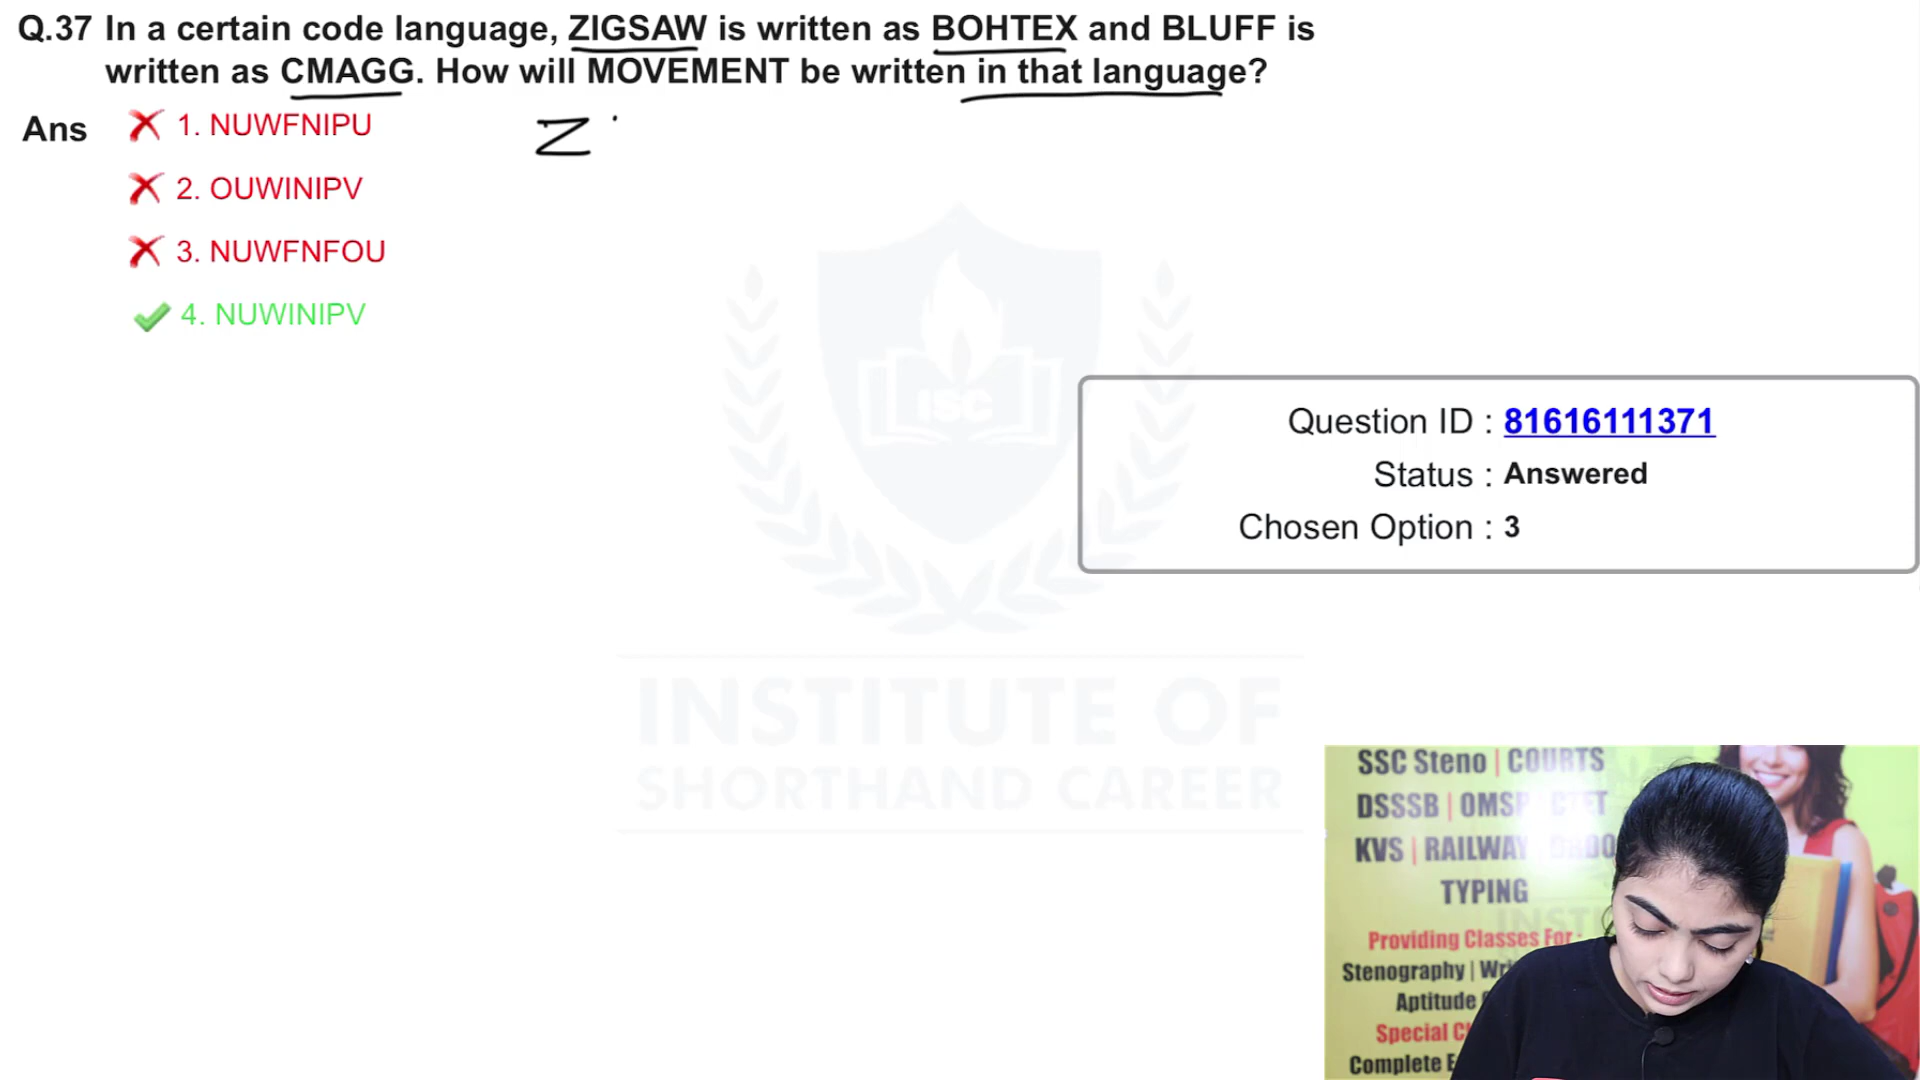 Q.37 In a certain code language, ZIGSAW is written as BOHTEX and BLUFF is
written as CMAGG. How will MOVEMENT be written in that language?
Ans 1. NUWFNIPU
Z
2. OUWINIPV
3. NUWFNFOU
4. NUWINIPV
ISC
Question ID : 81616111371
Status : Answered
Chosen Option : 3
INSTITUTE OF
SHORTHAND CAREER
SSC Steno | COURTS
DSSSB | OMSP
KVS | RAILWAY
TYPING
Providing Classes For
Stenography |
Aptitude
Special
Complete